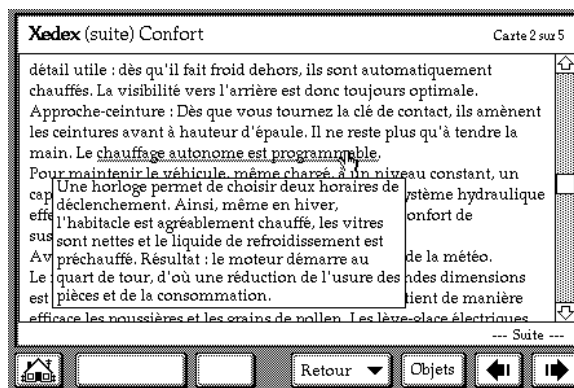 Xedex (suite) Confort
Carte 2 sur 5
détail utile : dès qu'il fait froid dehors, ils sont automatiquement
chauffés. La visibilité vers l'arrière est donc toujours optimale.
Approche-ceinture : Dès que vous tournez la clé de contact, ils amènent
les ceintures avant à hauteur d'épaule. Il ne reste plus qu'à tendre la
main. Le chauffage autonome est programmable.
Pour maintenir le véhicule, même chargé, à un niveau constant, un
cap ystème hydraulique
effe onfort de
sus
Av de la météo.
Le ndes dimensions
est tient de manière
efficace les poussières et les grains de pollen. Les lève-glace électriques
Une horloge permet de choisir deux horaires de
déclenchement. Ainsi, même en hiver,
l'habitacle est agréablement chauffé, les vitres
sont nettes et le liquide de refroidissement est
préchauffé. Résultat : le moteur démarre au
quart de tour, d'où une réduction de l'usure des
pièces et de la consommation.
--- Suite ---
Retour
Objets